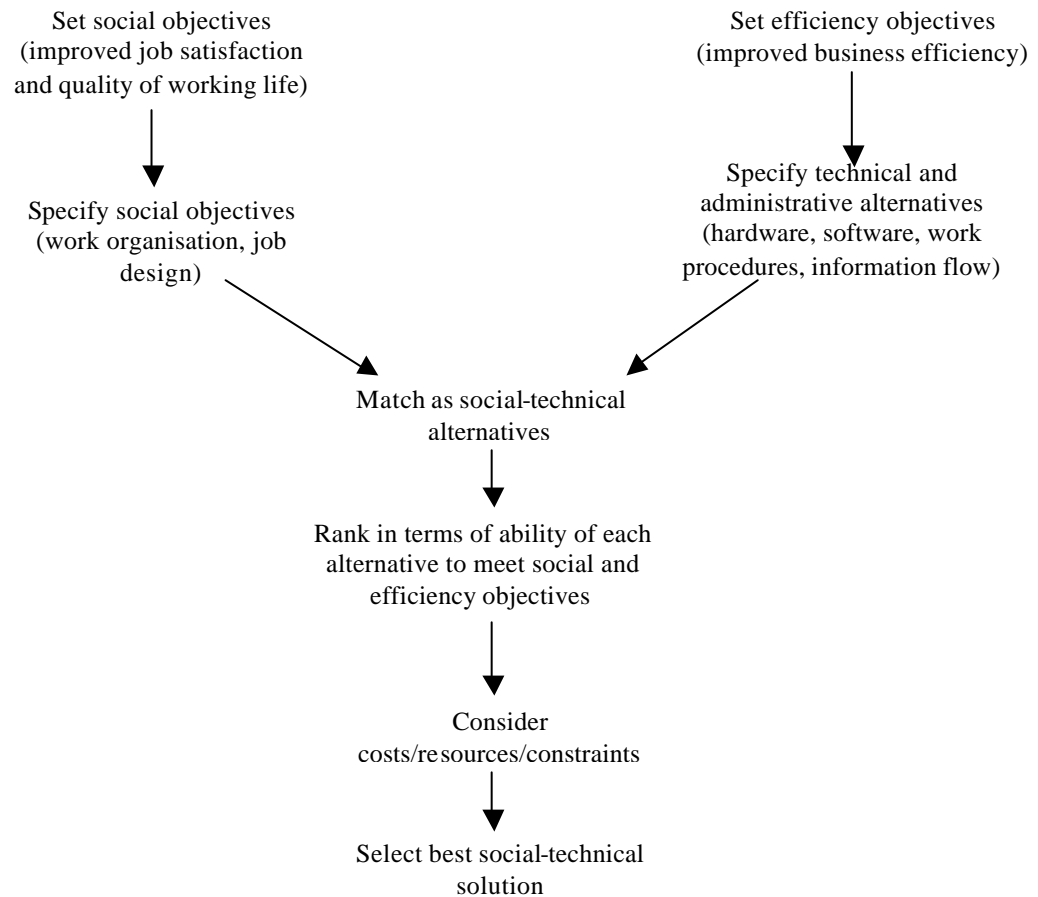 Set social objectives
(improved job satisfaction
and quality of working life)
Set efficiency objectives
(improved business efficiency)
Specify social objectives
(work organisation, job
design)
Specify technical and
administrative alternatives
(hardware, software, work
procedures, information flow)
Match as social-technical
alternatives
Rank in terms of ability of each
alternative to meet social and
efficiency objectives
Consider
costs/resources/constraints
Select best social-technical
solution